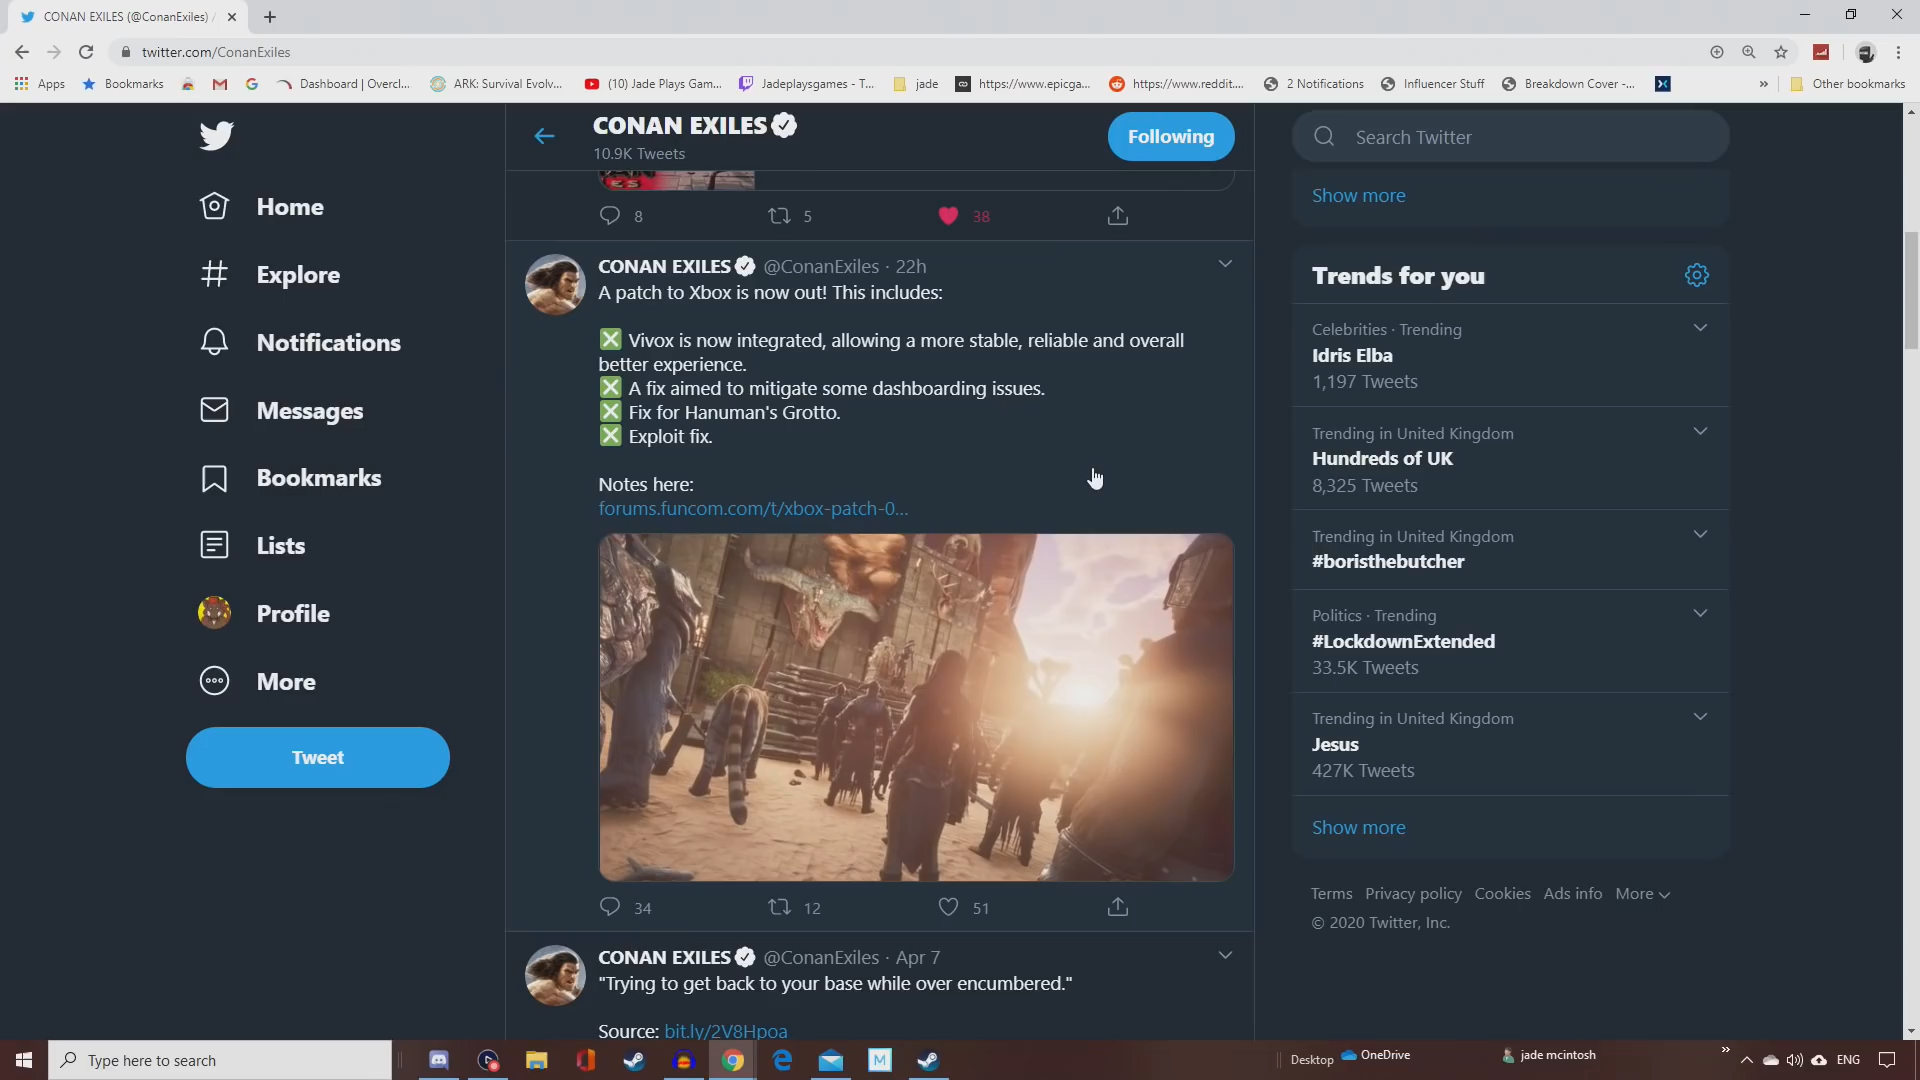 CONAN EXILES (@ConanExiles) /
twitter.com/ConanExiles
Apps
Bookmarks
Dashboard | Overcl...
ARK: Survival Evolv...
(10) Jade Plays Gam...
Jadeplaysgames - T...
jade
https://www.epicga...
https://www.reddit....
2 Notifications
Influencer Stuff
Breakdown Cover -...
»
Other bookmarks
CONAN EXILES
10.9K Tweets
Following
Search Twitter
Show more
Home
Explore
Notifications
Messages
Bookmarks
Lists
Profile
More
Tweet
8
5
38
CONAN EXILES @ConanExiles · 22h
A patch to Xbox is now out! This includes:
❎ Vivox is now integrated, allowing a more stable, reliable and overall
better experience.
❎ A fix aimed to mitigate some dashboarding issues.
❎ Fix for Hanuman's Grotto.
❎ Exploit fix.
Notes here:
forums.funcom.com/t/xbox-patch-0...
34
12
51
CONAN EXILES @ConanExiles · Apr 7
"Trying to get back to your base while over encumbered."
Source: bit.ly/2V8Hpoa
Trends for you
Celebrities · Trending
Idris Elba
1,197 Tweets
Trending in United Kingdom
Hundreds of UK
8,325 Tweets
Trending in United Kingdom
#boristhebutcher
Politics · Trending
#LockdownExtended
33.5K Tweets
Trending in United Kingdom
Jesus
427K Tweets
Show more
Terms Privacy policy Cookies Ads info More
© 2020 Twitter, Inc.
Type here to search
M
Desktop
OneDrive
jade mcintosh
»
ENG